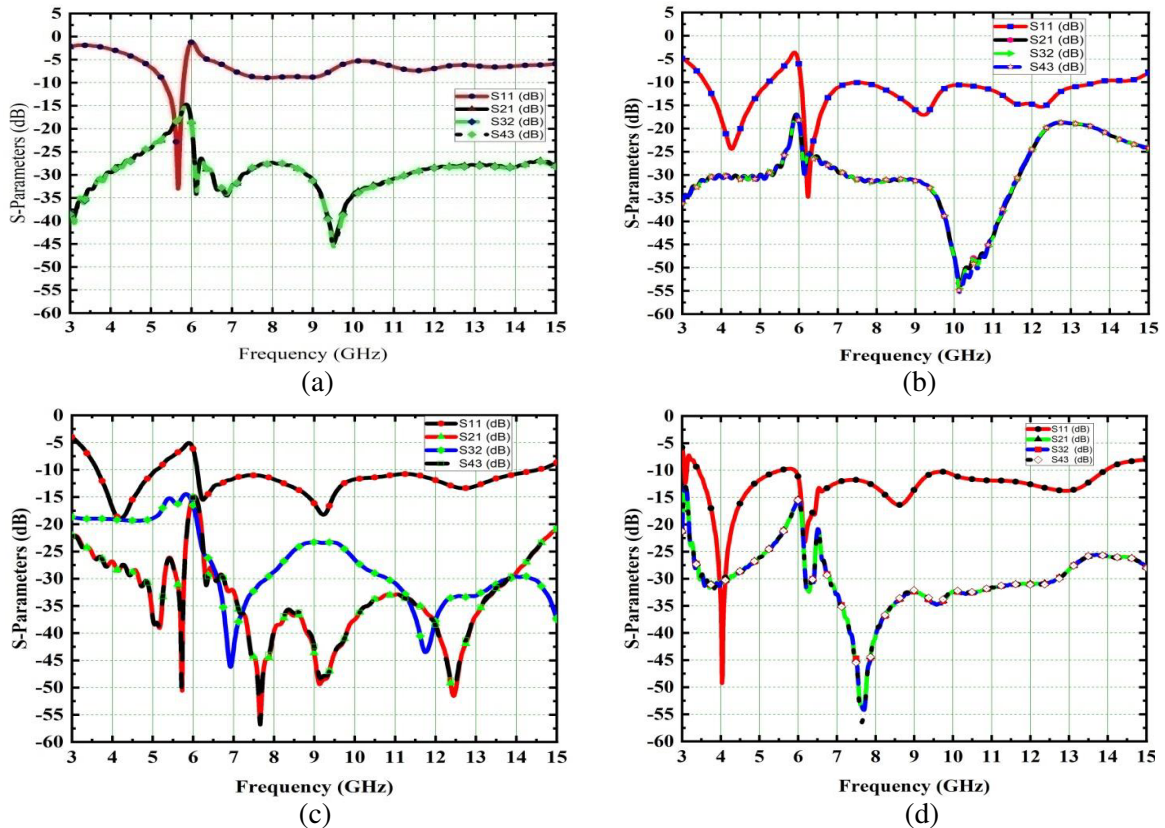 5
0
-5
-10
-15
-20
-25
-30
-35
-40
-45
-50
-55
-60
S-Parameters (dB)
S11 (dB)
S21 (dB)
S32 (dB)
S43 (dB)
3 4 5 6 7 8 9 10 11 12 13 14 15
Frequency (GHz)
(a)
5
0
-5
-10
-15
-20
-25
-30
-35
-40
-45
-50
-55
-60
S-Parameters (dB)
S11 (dB)
S21 (dB)
S32 (dB)
S43 (dB)
3 4 5 6 7 8 9 10 11 12 13 14 15
Frequency (GHz)
(b)
0
-5
-10
-15
-20
-25
-30
-35
-40
-45
-50
-55
-60
S-Parameters (dB)
S11 (dB)
S21 (dB)
S32 (dB)
S43 (dB)
3 4 5 6 7 8 9 10 11 12 13 14 15
Frequency (GHz)
(c)
0
-5
-10
-15
-20
-25
-30
-35
-40
-45
-50
-55
-60
S-Parameters (dB)
S11 (dB)
S21 (dB)
S32 (dB)
S43 (dB)
3 4 5 6 7 8 9 10 11 12 13 14 15
Frequency (GHz)
(d)